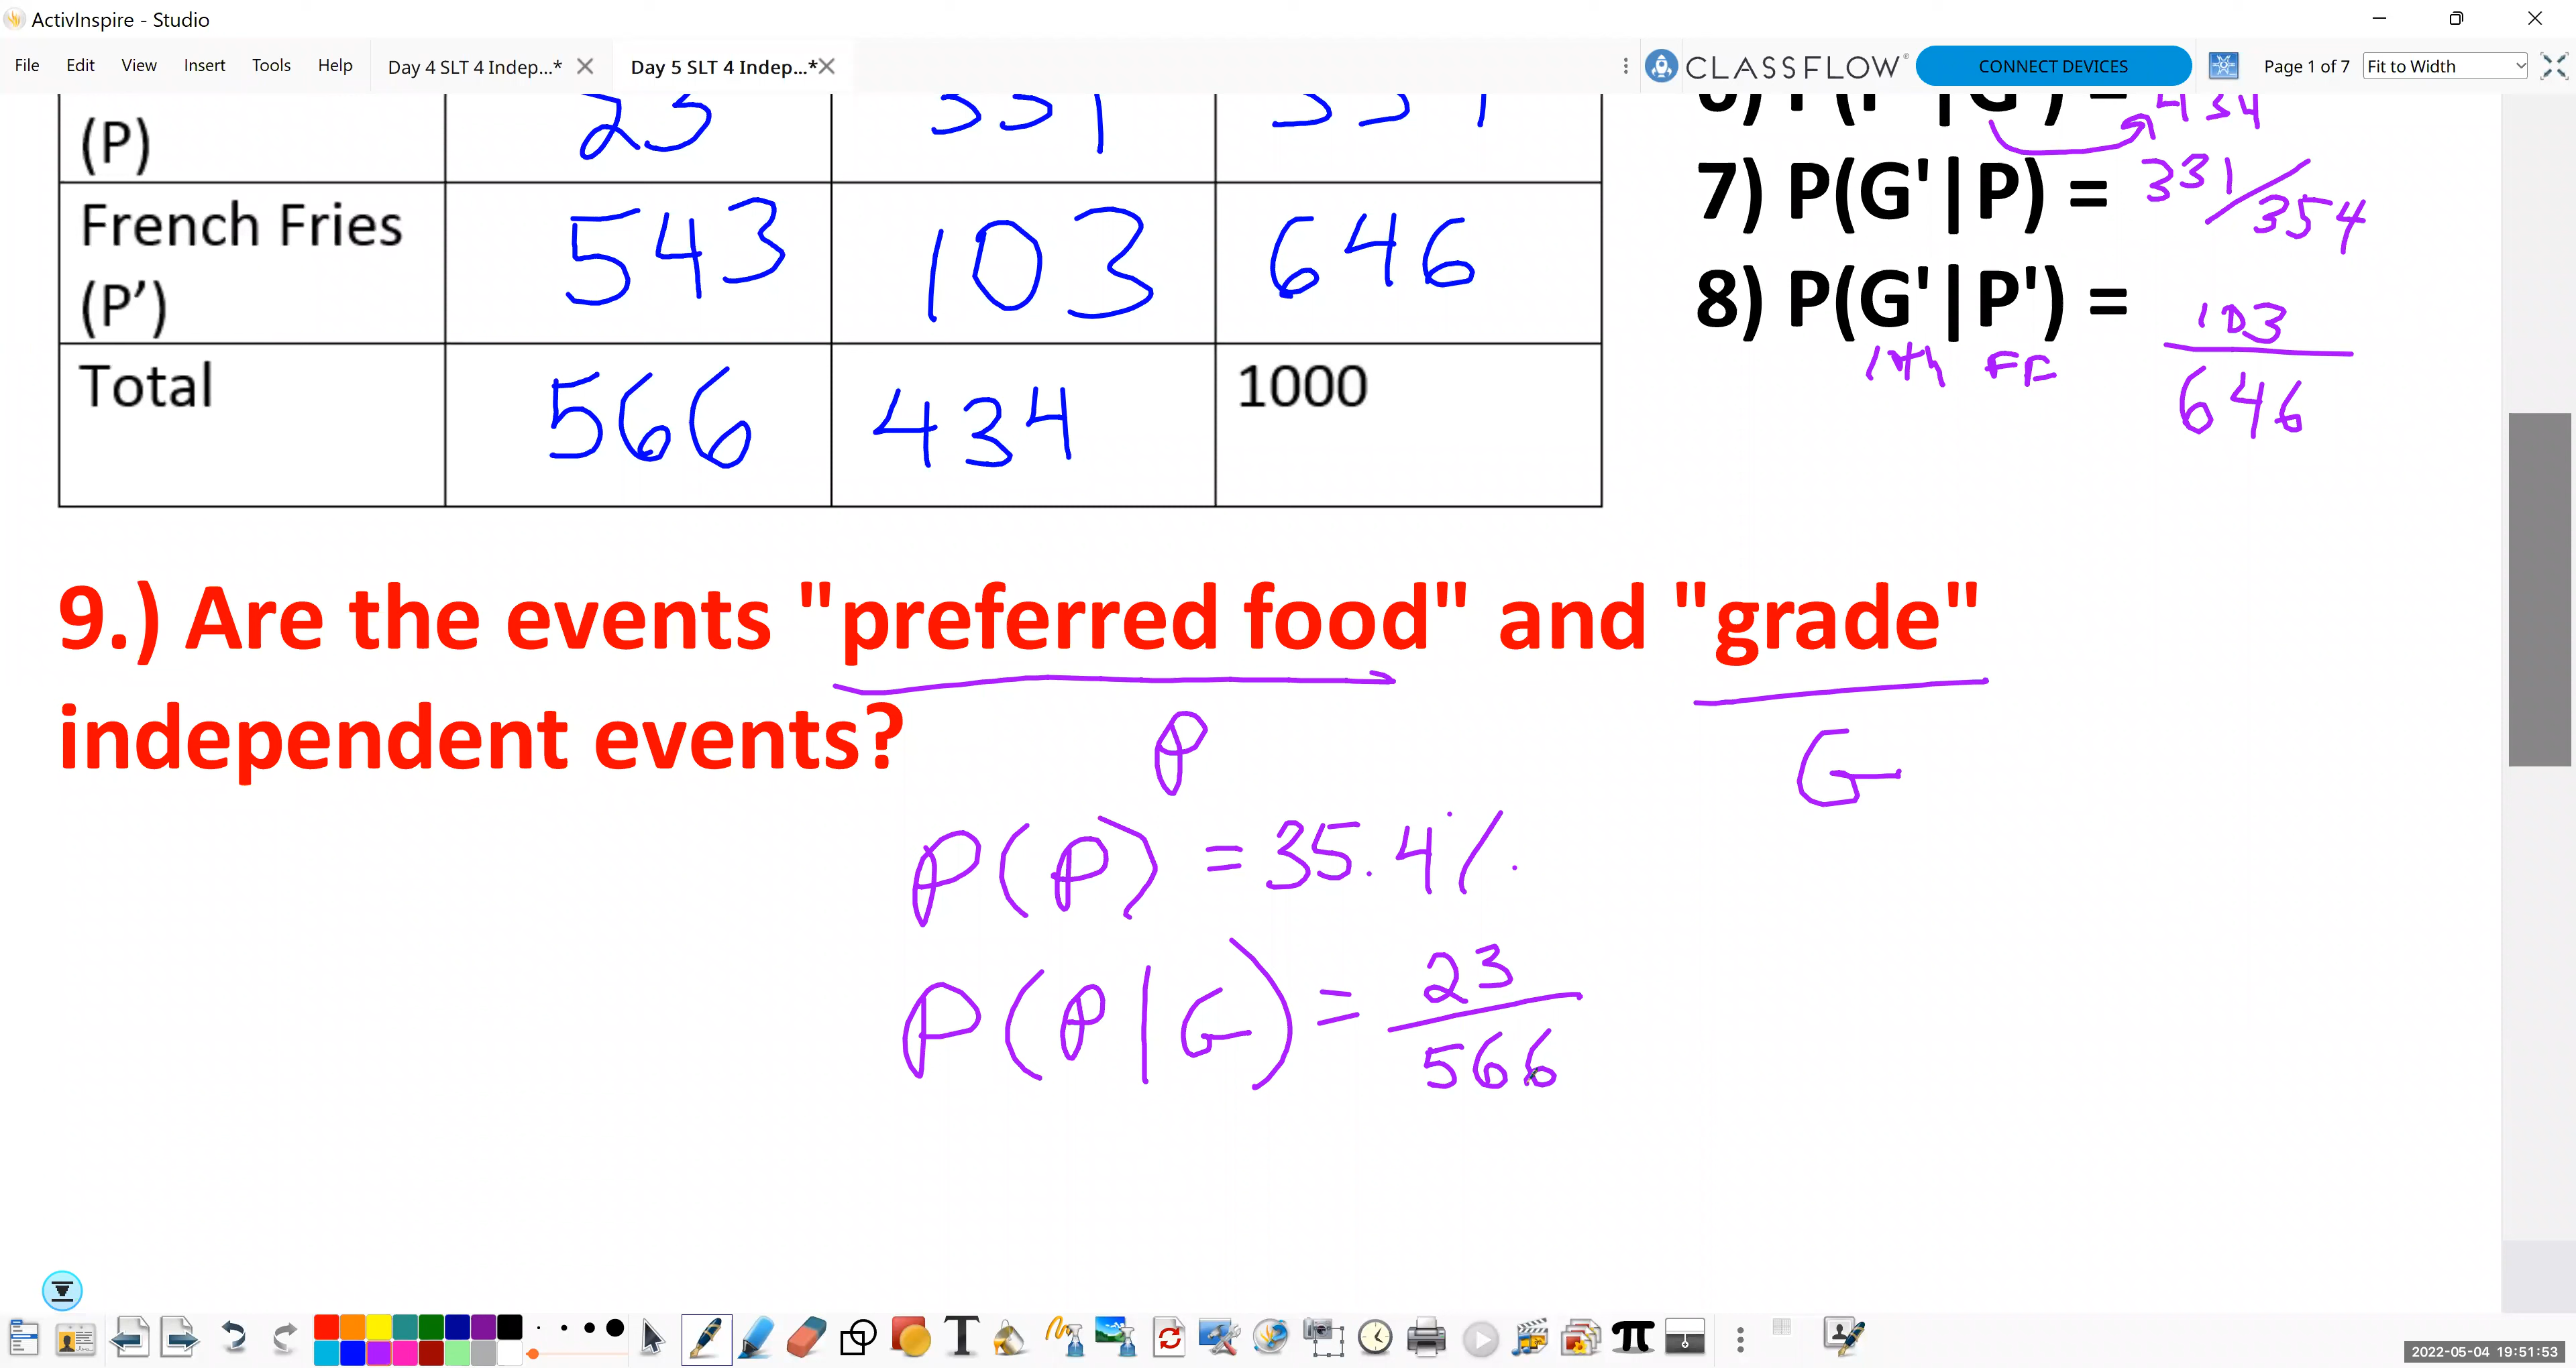 ActivInspire - Studio
File Edit View Insert Tools Help Day 4 SLT 4 Indep...* Day 5 SLT 4 Indep...* CLASSFLOW® CONNECT DEVICES Page 1 of 7 Fit to Width
(P) 23 331 354
French Fries (P’) 543 103 646
Total 566 434 1000
434
7) P(G'|P) = 331/354
8) P(G'|P') = 103/646
FF
9.) Are the events "preferred food" and "grade"
independent events?
P G
P(P) = 35.4%
P(P|G) = 23/566
T π
2022-05-04 19:51:53